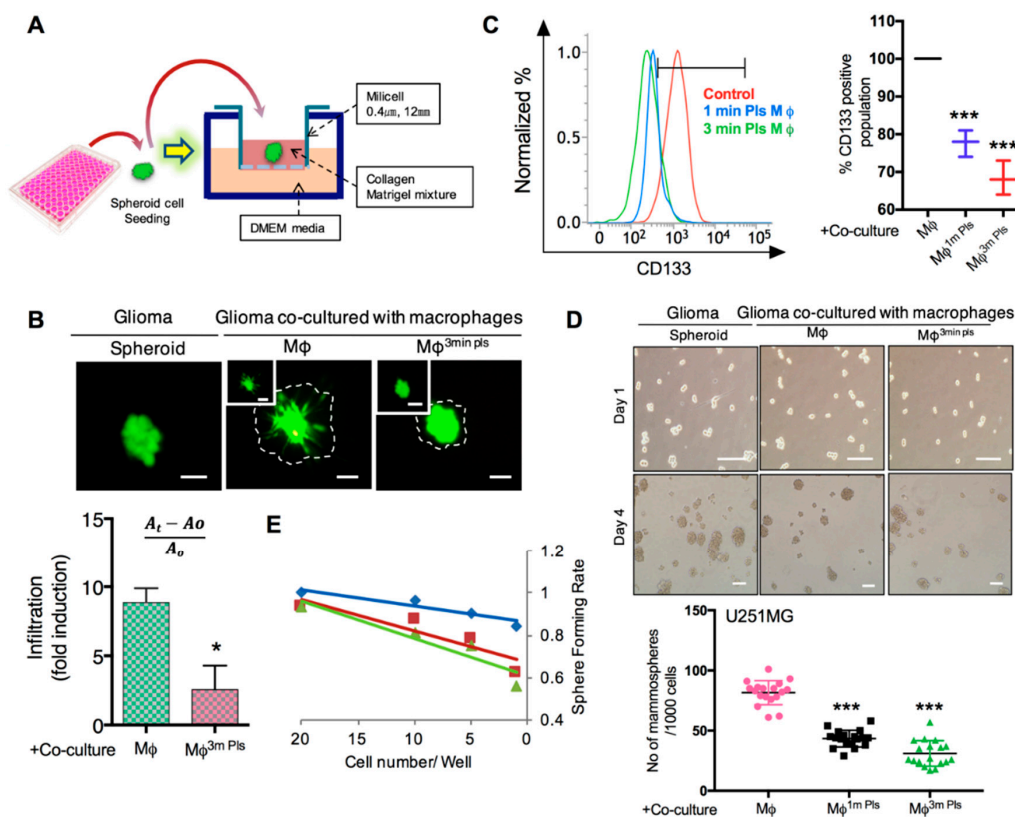 A
Milicell
0.4μm, 12mm
Spheroid cell
Seeding
Collagen
Matrigel mixture
DMEM media
C
Normalized %
1.0
0.5
0.0
Control
1 min Pls M ϕ
3 min Pls M ϕ
0
10²
10³
10⁴
10⁵
CD133
% CD133 positive
population
100
90
80
70
60
***
***
+Co-culture
Mϕ
Mϕ1m Pls
Mϕ3m Pls
B
Glioma
Glioma co-cultured with macrophages
Spheroid
Mϕ
Mϕ3min pls
Infiltration
(fold induction)
15
10
5
0
At − Ao
Ao
*
+Co-culture
Mϕ
Mϕ3m Pls
E
1.2
1
0.8
0.6
0.4
Sphere Forming Rate
20
10
5
0
Cell number/ Well
D
Glioma
Glioma co-cultured with macrophages
Spheroid
Mϕ
Mϕ3min pls
Day 1
Day 4
U251MG
No of mammospheres
/1000 cells
150
100
50
0
***
***
+Co-culture
Mϕ
Mϕ1m Pls
Mϕ3m Pls